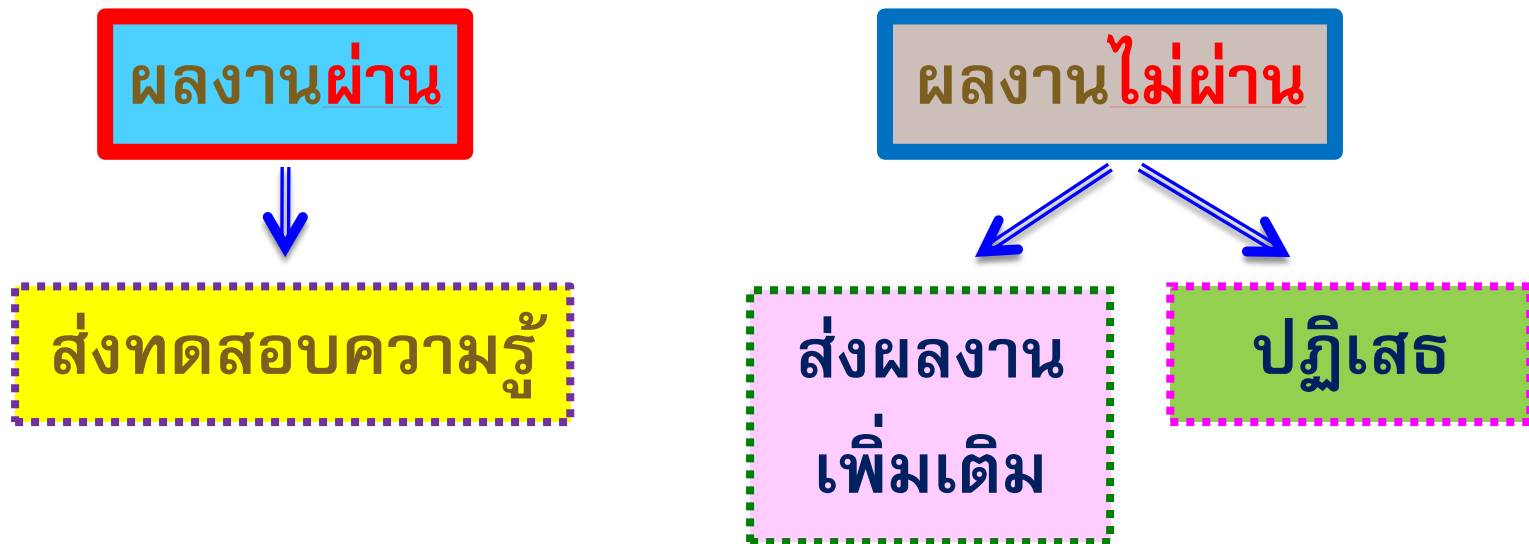 ผลงานผ่าน
ผลงานไม่ผ่าน
ส่งทดสอบความรู้
ส่งผลงาน
เพิ่มเติม
ปฏิเสธ